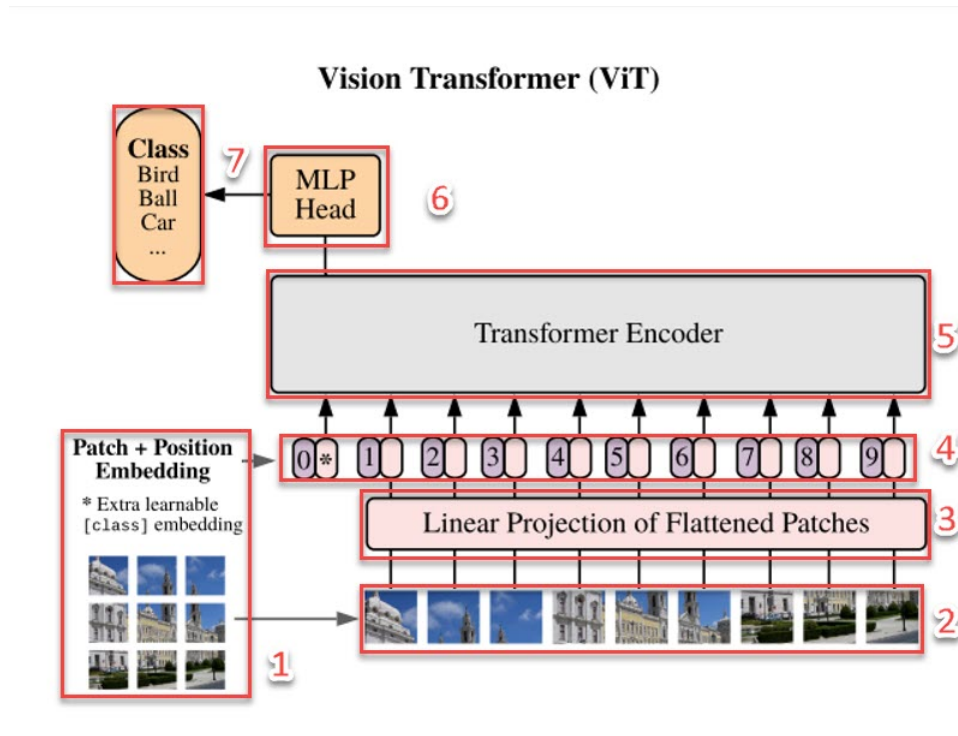 Vision Transformer (ViT)
Class
Bird
Ball
Car
...
7
MLP
Head
6
Transformer Encoder
5
Patch + Position
Embedding
* Extra learnable
[class] embedding
0 * 1 2 3 4 5 6 7 8 9
4
Linear Projection of Flattened Patches
3
2
1